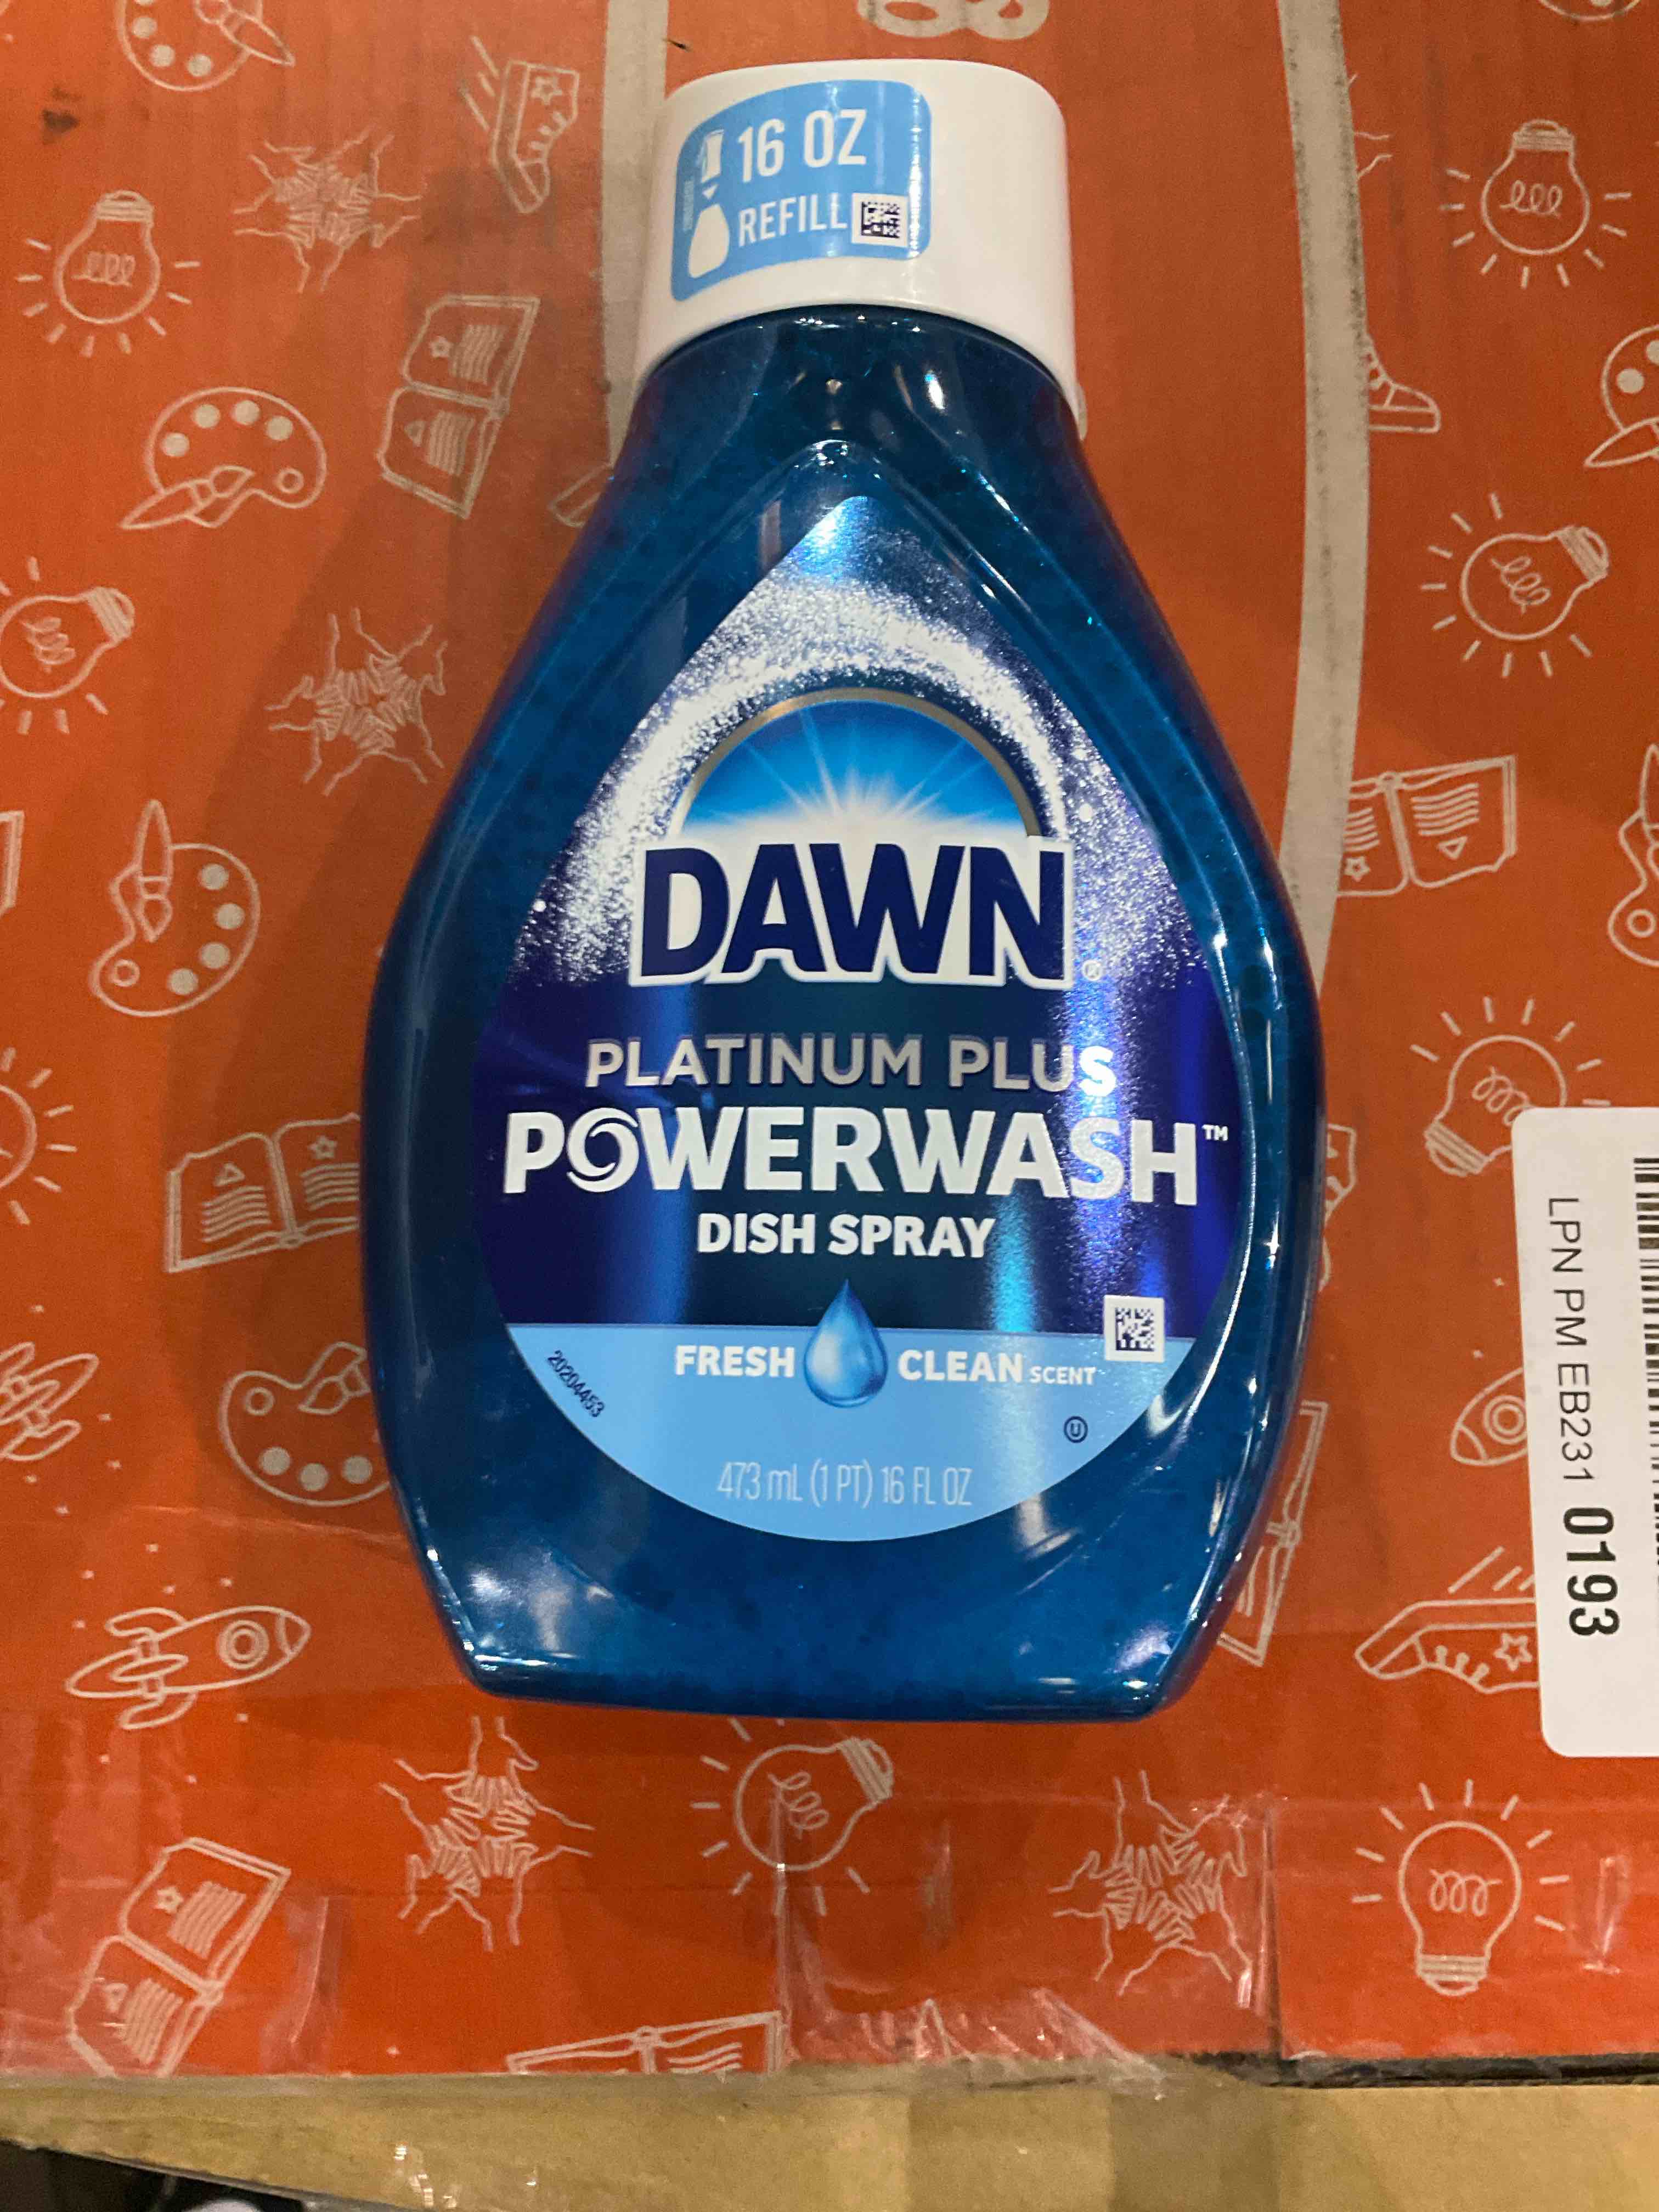 16 OZ
REFILL
DAWN®
PLATINUM PLUS
POWERWASH™
DISH SPRAY
FRESH CLEAN SCENT
20204453
U
473 mL (1 PT) 16 FL OZ
LPN PM EB231 0193